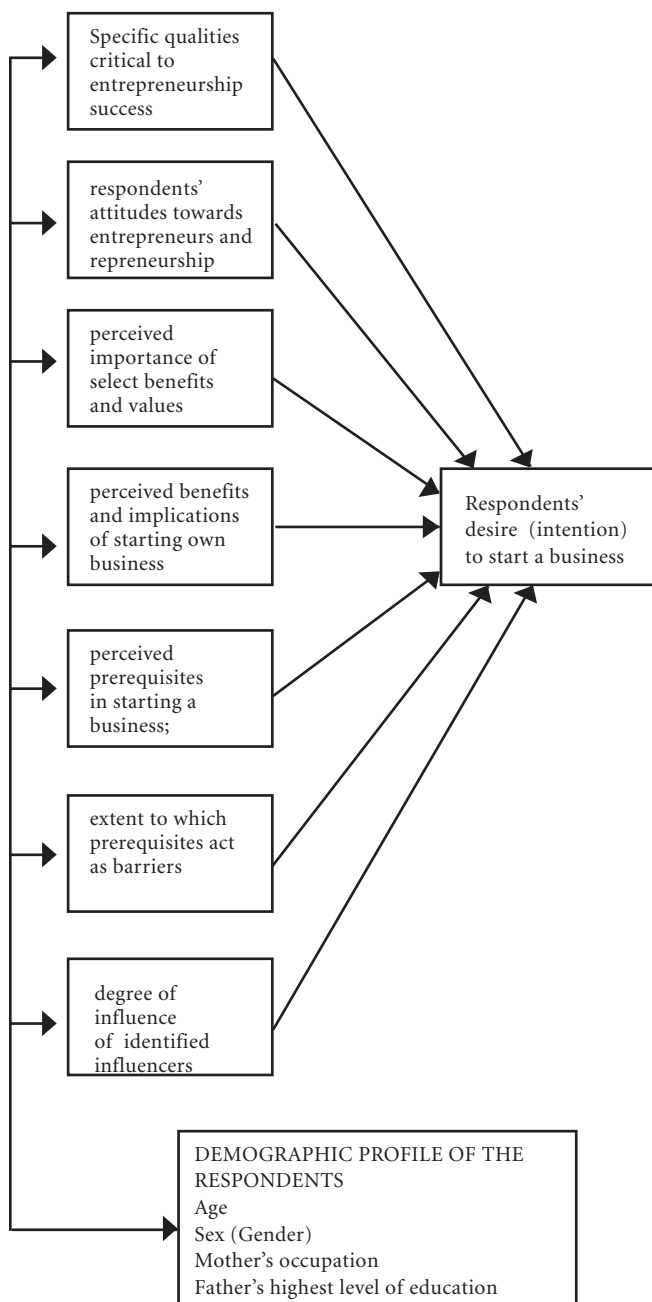 Specific qualities
critical to
entrepreneurship
success
respondents'
attitudes towards
entrepreneurs and
repreneurship
perceived
importance of
select benefits
and values
perceived benefits
and implications
of starting own
business
perceived
prerequisites
in starting a
business;
extent to which
prerequisites act
as barriers
degree of
influence
of identified
influencers
Respondents'
desire (intention)
to start a business
DEMOGRAPHIC PROFILE OF THE
RESPONDENTS
Age
Sex (Gender)
Mother's occupation
Father's highest level of education